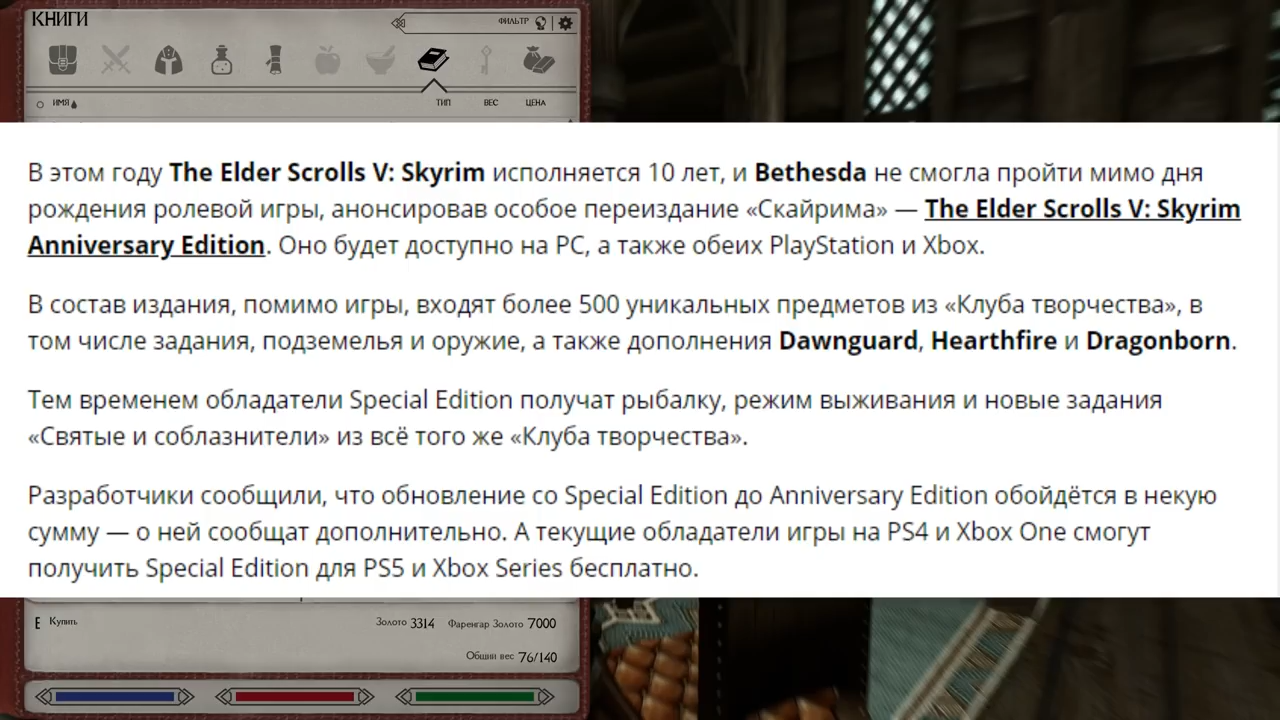 КНИГИ
ФИЛЬТР
ИМЯ ТИП ВЕС ЦЕНА
В этом году The Elder Scrolls V: Skyrim исполняется 10 лет, и Bethesda не смогла пройти мимо дня
рождения ролевой игры, анонсировав особое переиздание «Скайрима» — The Elder Scrolls V: Skyrim
Anniversary Edition. Оно будет доступно на PC, а также обеих PlayStation и Xbox.
В состав издания, помимо игры, входят более 500 уникальных предметов из «Клуба творчества», в
том числе задания, подземелья и оружие, а также дополнения Dawnguard, Hearthfire и Dragonborn.
Тем временем обладатели Special Edition получат рыбалку, режим выживания и новые задания
«Святые и соблазнители» из всё того же «Клуба творчества».
Разработчики сообщили, что обновление со Special Edition до Anniversary Edition обойдётся в некую
сумму — о ней сообщат дополнительно. А текущие обладатели игры на PS4 и Xbox One смогут
получить Special Edition для PS5 и Xbox Series бесплатно.
E Купить Золото 3314 Фаренгар Золото 7000
Общий вес 76/140